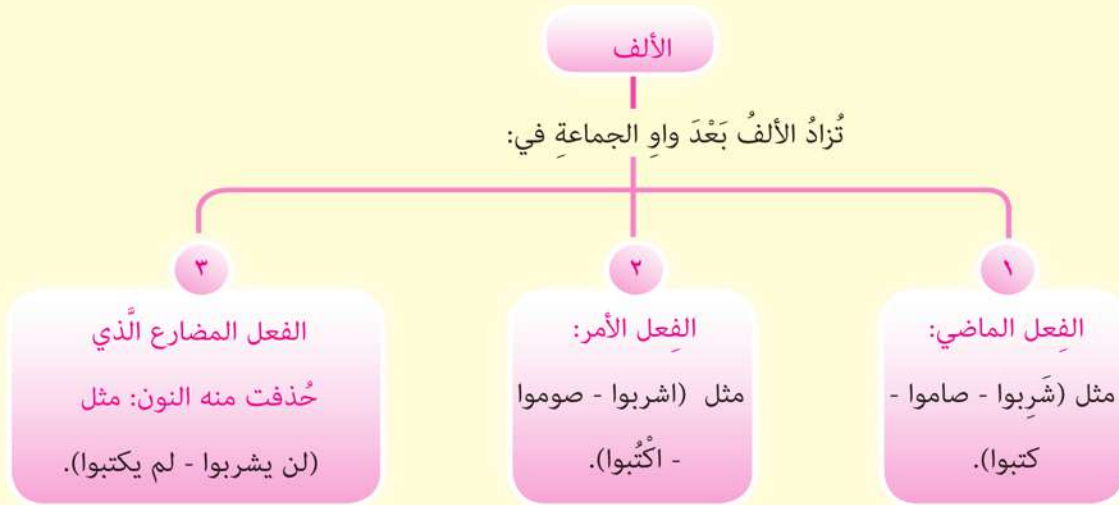 الألف
تُزادُ الألفُ بَعْدَ واوِ الجماعةِ في:
١
الفِعل الماضي:
مثل (شَرِبوا - صاموا -
كتبوا).
٢
الفِعل الأمر:
مثل (اشربوا - صوموا
- اكْتُبوا).
٣
الفعل المضارع الَّذي
حُذفت منه النون: مثل
(لن يشربوا - لم يكتبوا).